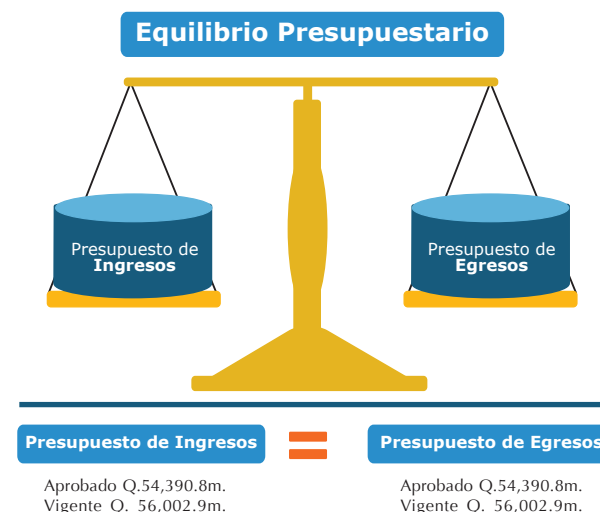 Equilibrio Presupuestario
Presupuesto de
Ingresos
Presupuesto de
Egresos
Presupuesto de Ingresos
Presupuesto de Egresos
Aprobado Q.54,390.8m.
Vigente Q. 56,002.9m.
Aprobado Q.54,390.8m.
Vigente Q. 56,002.9m.